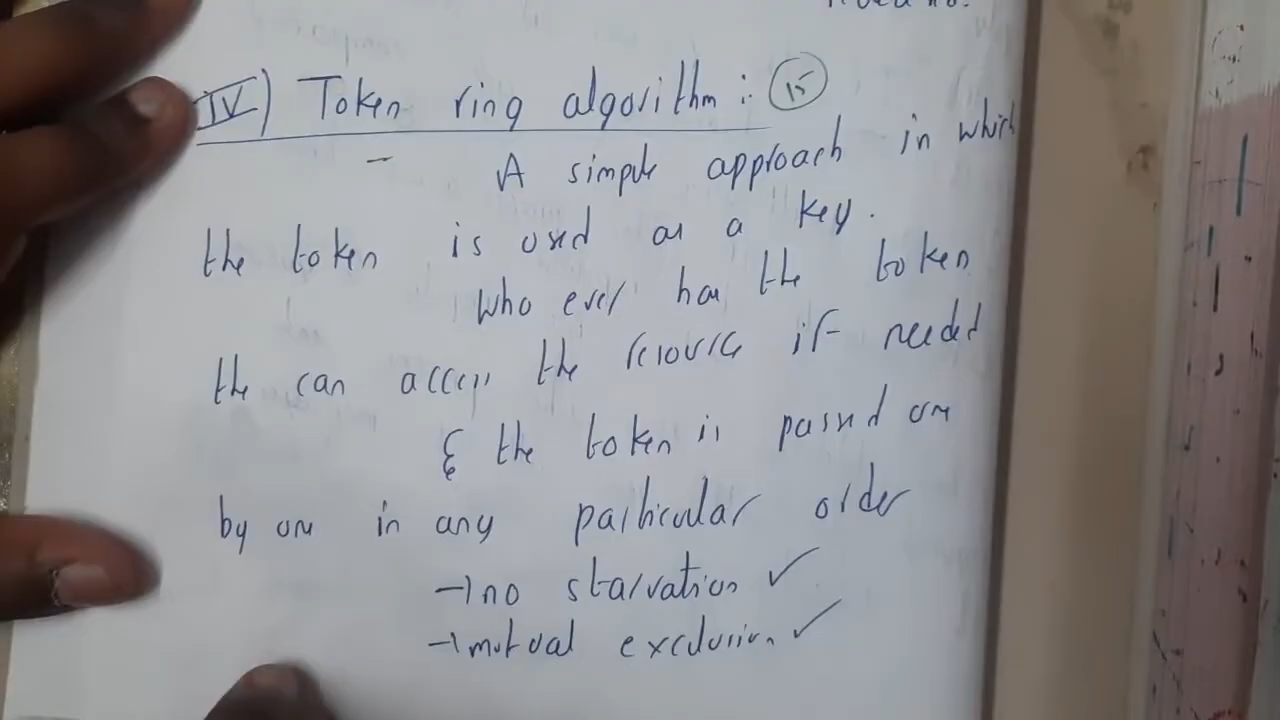 IV) Token ring algorithm :- 15
A simple approach in which
the token is used as a key.
who ever has the token
the can access the resource if needed
& the token is passed one
by one in any particular order
→ no starvation ✓
→ mutual exclusion ✓